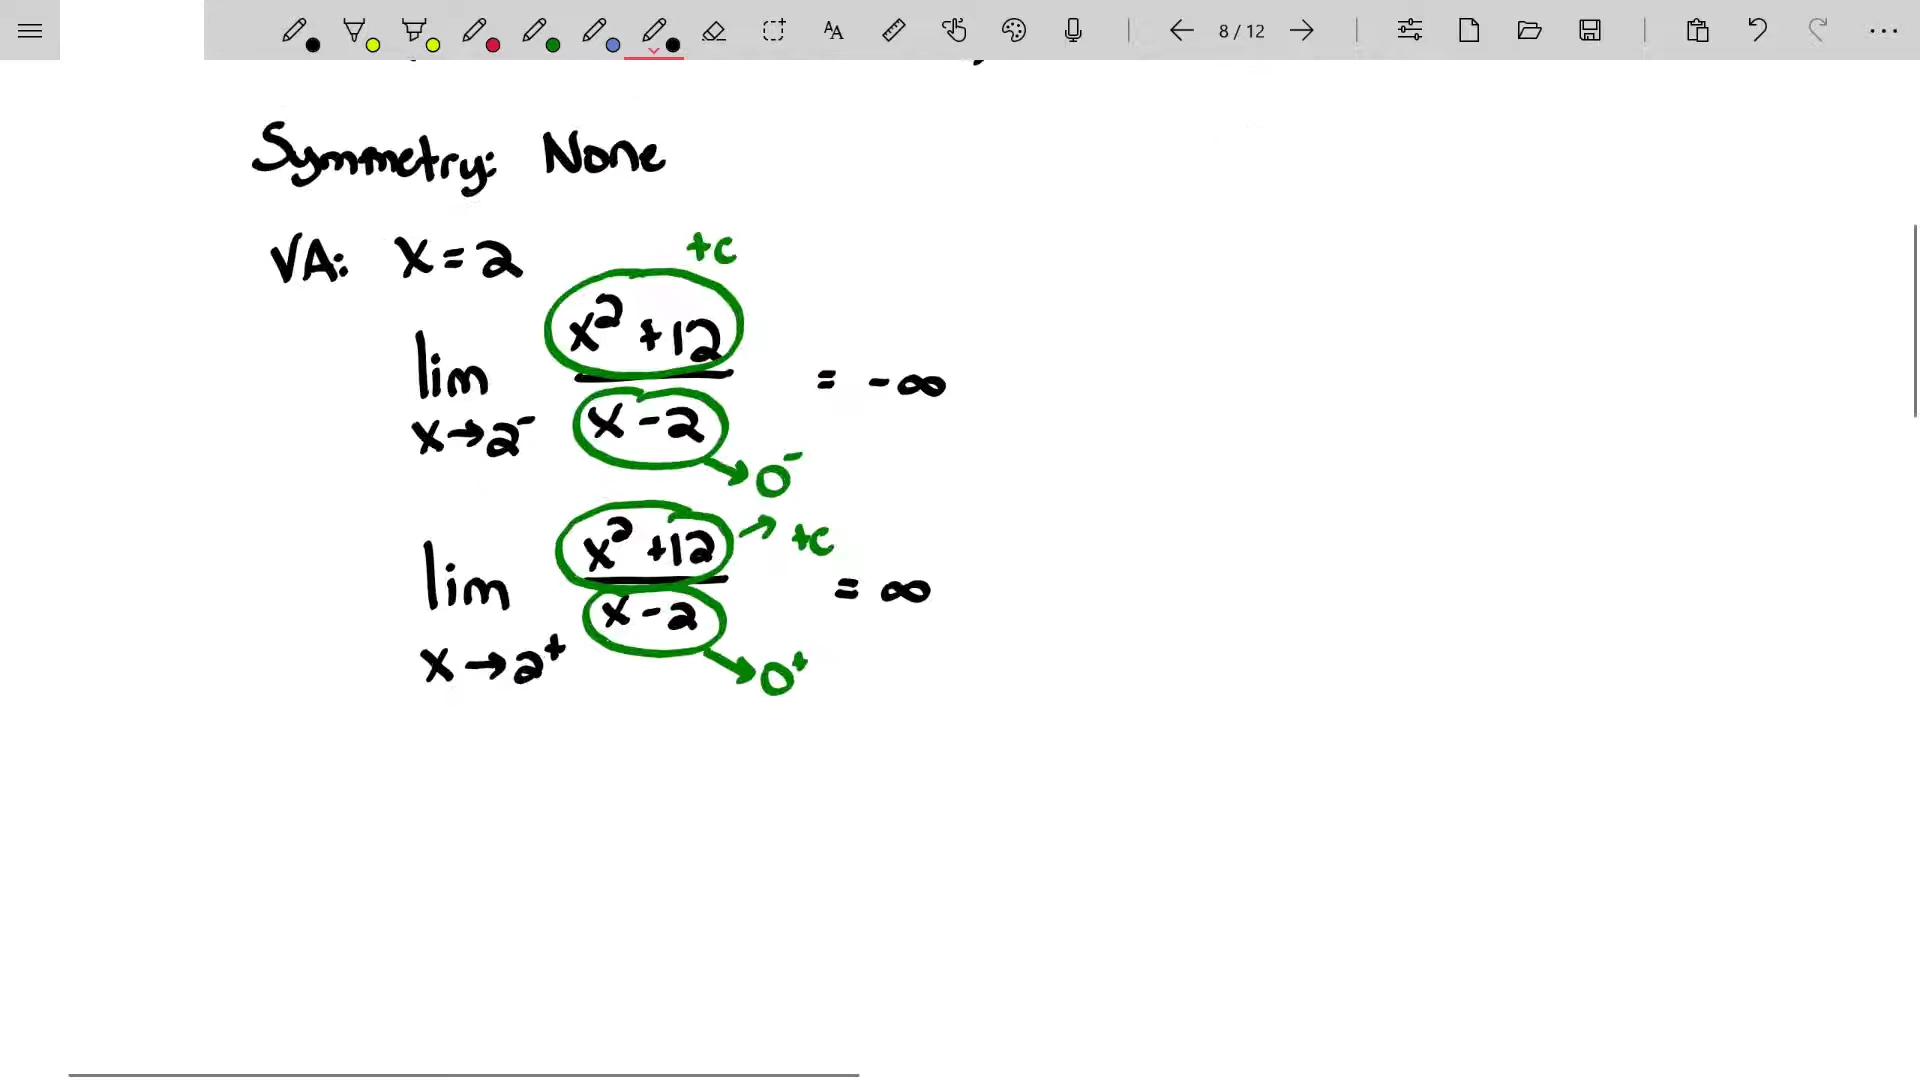 8 / 12
Symmetry: None
VA: x = 2
+c
lim x→2⁻ (x² + 12)/(x - 2) = -∞
→ 0⁻
lim x→2⁺ (x² + 12)/(x - 2) = ∞
→ +c
→ 0⁺